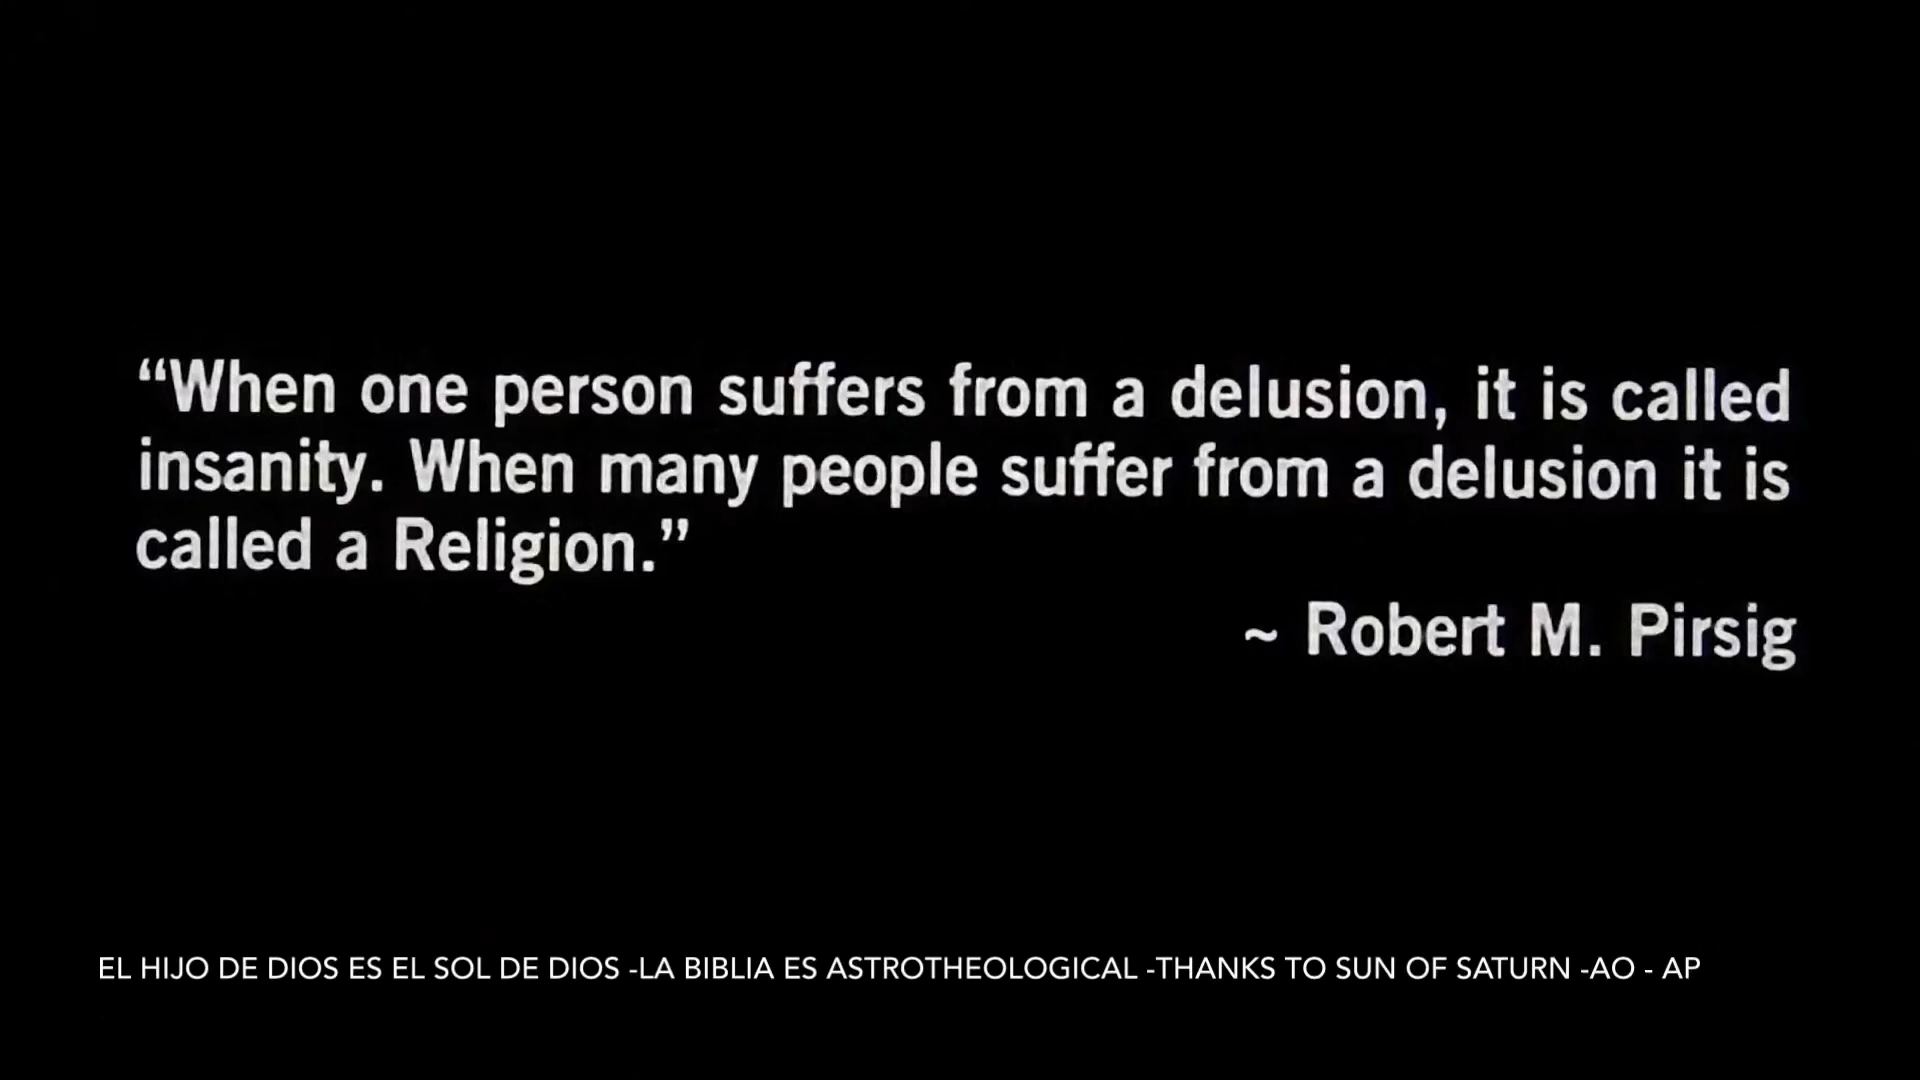 “When one person suffers from a delusion, it is called
insanity. When many people suffer from a delusion it is
called a Religion.”
~ Robert M. Pirsig
EL HIJO DE DIOS ES EL SOL DE DIOS -LA BIBLIA ES ASTROTHEOLOGICAL -THANKS TO SUN OF SATURN -AO - AP